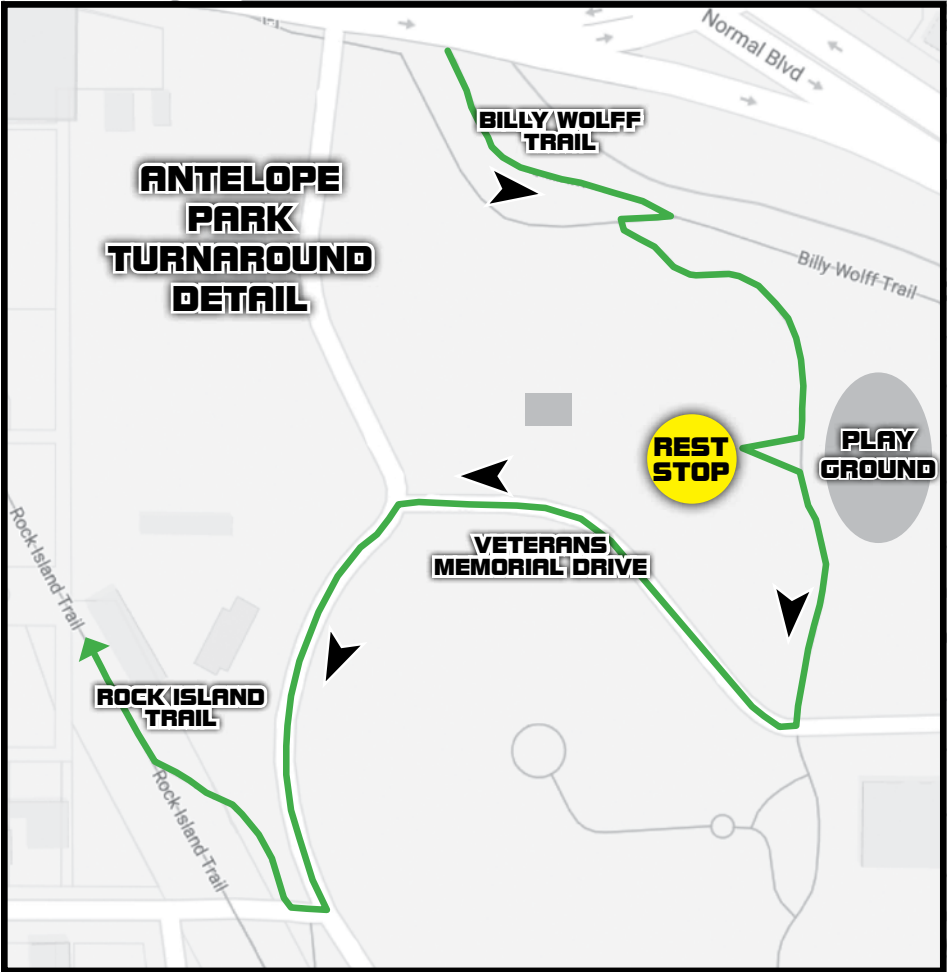 Normal Blvd
BILLY WOLFF
TRAIL
ANTELOPE
PARK
TURNAROUND
DETAIL
Billy Wolff Trail
REST
STOP
PLAY
GROUND
VETERANS
MEMORIAL DRIVE
Rock Island Trail
ROCK ISLAND
TRAIL
Rock Island Trail